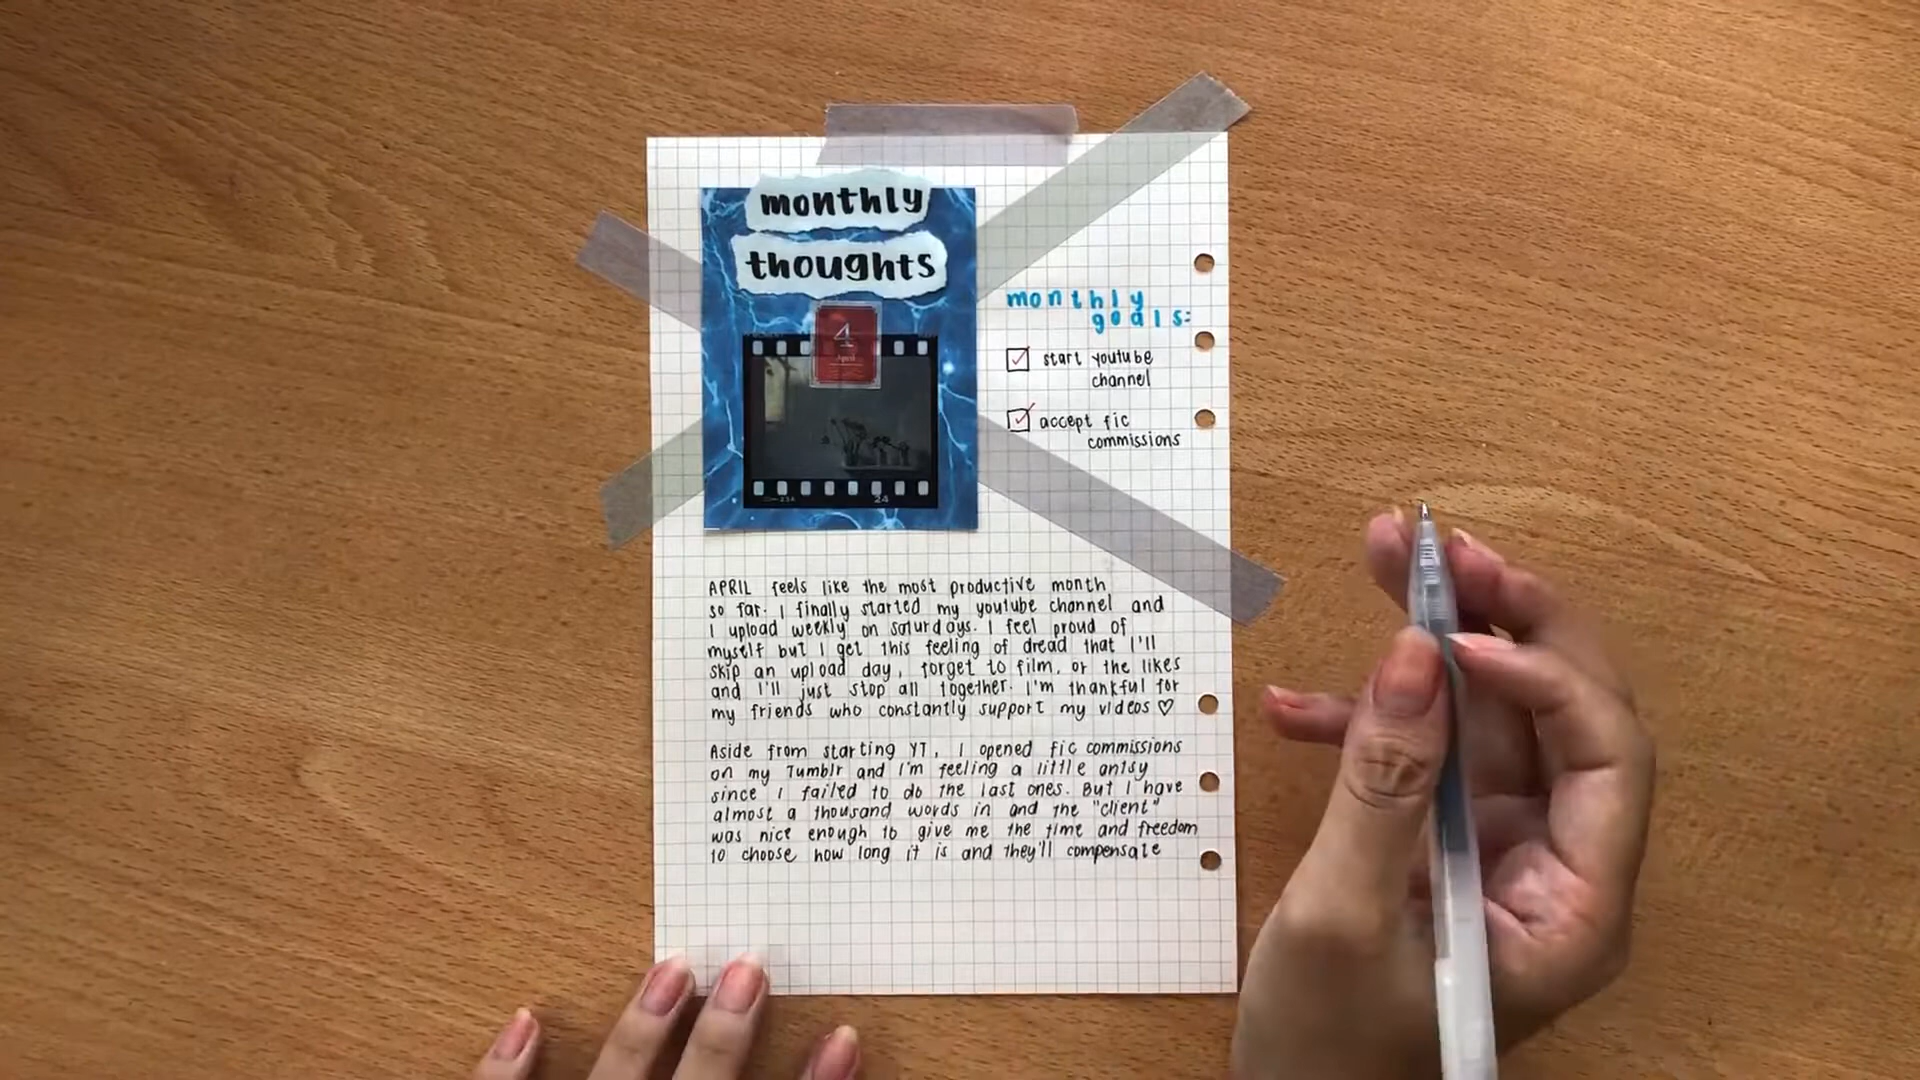 monthly
thoughts
4
April
24
monthly
goals:
start youtube
channel
accept fic
commissions
APRIL feels like the most productive month
so far. I finally started my youtube channel and
I upload weekly on saturdays. I feel proud of
myself but I get this feeling of dread that I'll
skip an upload day, forget to film, or the likes
and I'll just stop all together. I'm thankful for
my friends who constantly support my videos ♡
Aside from starting YT, I opened fic commissions
on my Tumblr and I'm feeling a little antsy
since I failed to do the last ones. But I have
almost a thousand words in and the "client"
was nice enough to give me the time and freedom
to choose how long it is and they'll compensate